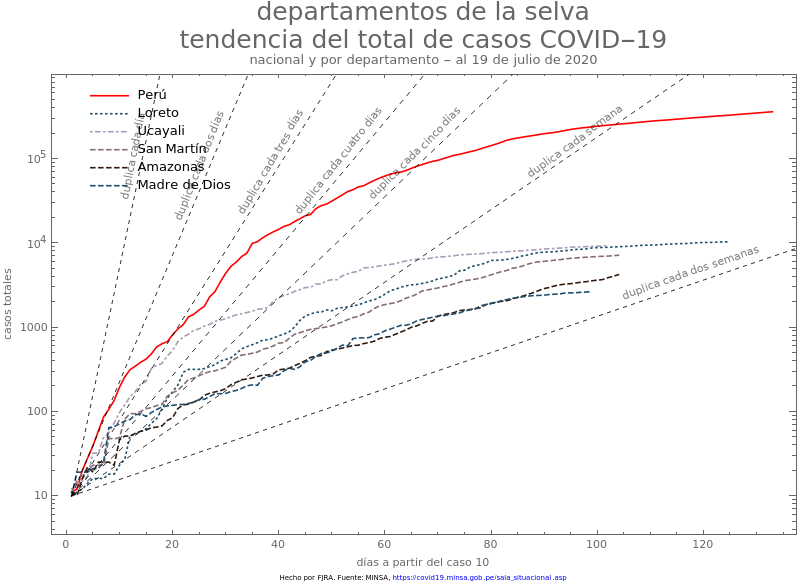 departamentos de la selva
tendencia del total de casos COVID−19
nacional y por departamento − al 19 de julio de 2020
Perú
Loreto
Ucayali
San Martín
Amazonas
Madre de Dios
duplica cada día
duplica cada dos días
duplica cada tres días
duplica cada cuatro días
duplica cada cinco días
duplica cada semana
duplica cada dos semanas
casos totales
10⁵
10⁴
1000
100
10
0 20 40 60 80 100 120
días a partir del caso 10
Hecho por FJRA. Fuente: MINSA, https://covid19.minsa.gob.pe/sala_situacional.asp